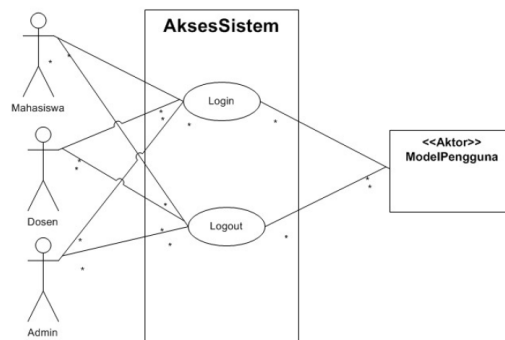 AksesSistem
Mahasiswa
Login
<<Aktor>>
ModelPengguna
Dosen
Logout
Admin
* * * * * * * * * * * * * * * *